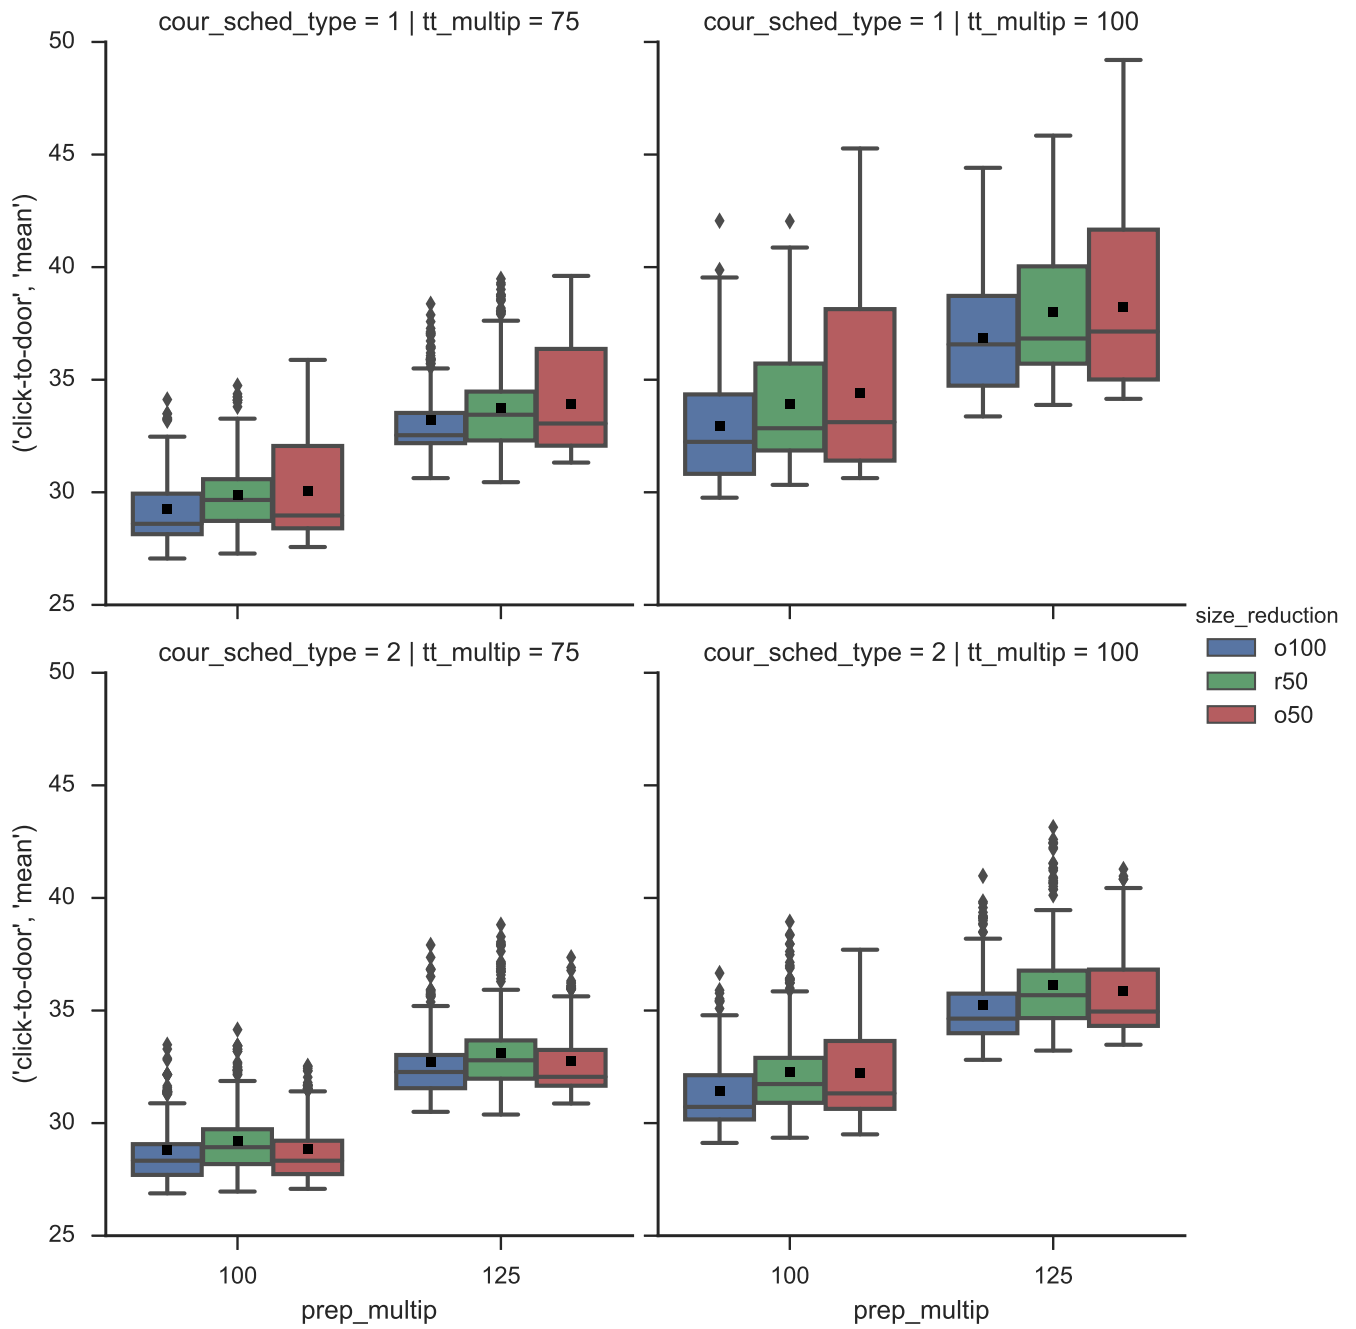 cour_sched_type = 1 | tt_multip = 75
cour_sched_type = 1 | tt_multip = 100
50
45
40
35
30
25
('click-to-door', 'mean')
cour_sched_type = 2 | tt_multip = 75
cour_sched_type = 2 | tt_multip = 100
50
45
40
35
30
25
('click-to-door', 'mean')
100
125
100
125
prep_multip
prep_multip
size_reduction
o100
r50
o50